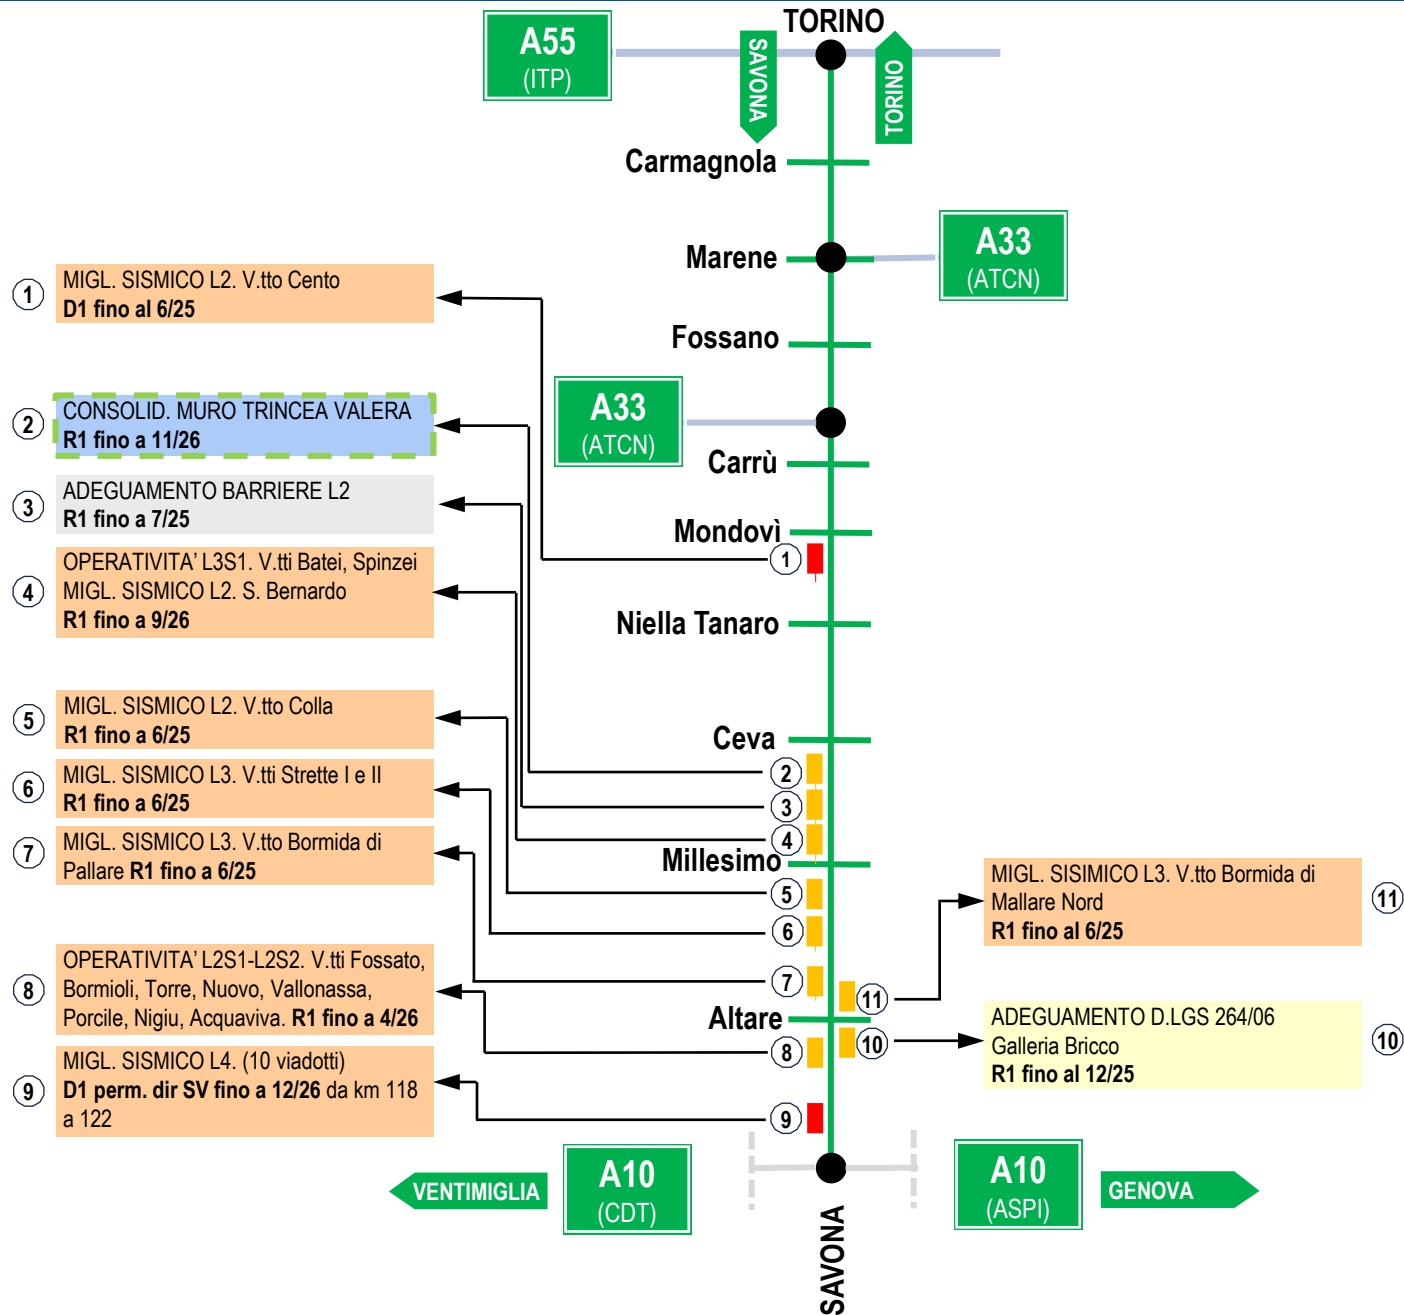 TORINO
A55
(ITP)
SAVONA
TORINO
Carmagnola
A33
(ATCN)
Marene
1
MIGL. SISMICO L2. V.tto Cento
D1 fino al 6/25
Fossano
2
CONSOLID. MURO TRINCEA VALERA
R1 fino a 11/26
A33
(ATCN)
Carrù
3
ADEGUAMENTO BARRIERE L2
R1 fino a 7/25
Mondovì
1
4
OPERATIVITA’ L3S1. V.tti Batei, Spinzei
MIGL. SISMICO L2. S. Bernardo
R1 fino a 9/26
Niella Tanaro
5
MIGL. SISMICO L2. V.tto Colla
R1 fino a 6/25
Ceva
6
MIGL. SISMICO L3. V.tti Strette I e II
R1 fino a 6/25
2
3
4
7
MIGL. SISMICO L3. V.tto Bormida di
Pallare R1 fino a 6/25
Millesimo
5
6
MIGL. SISIMICO L3. V.tto Bormida di
Mallare Nord
R1 fino al 6/25
11
8
OPERATIVITA’ L2S1-L2S2. V.tti Fossato,
Bormioli, Torre, Nuovo, Vallonassa,
Porcile, Nigiu, Acquaviva. R1 fino a 4/26
7
11
Altare
10
8
ADEGUAMENTO D.LGS 264/06
Galleria Bricco
R1 fino al 12/25
10
9
MIGL. SISMICO L4. (10 viadotti)
D1 perm. dir SV fino a 12/26 da km 118
a 122
9
VENTIMIGLIA
A10
(CDT)
A10
(ASPI)
GENOVA
SAVONA